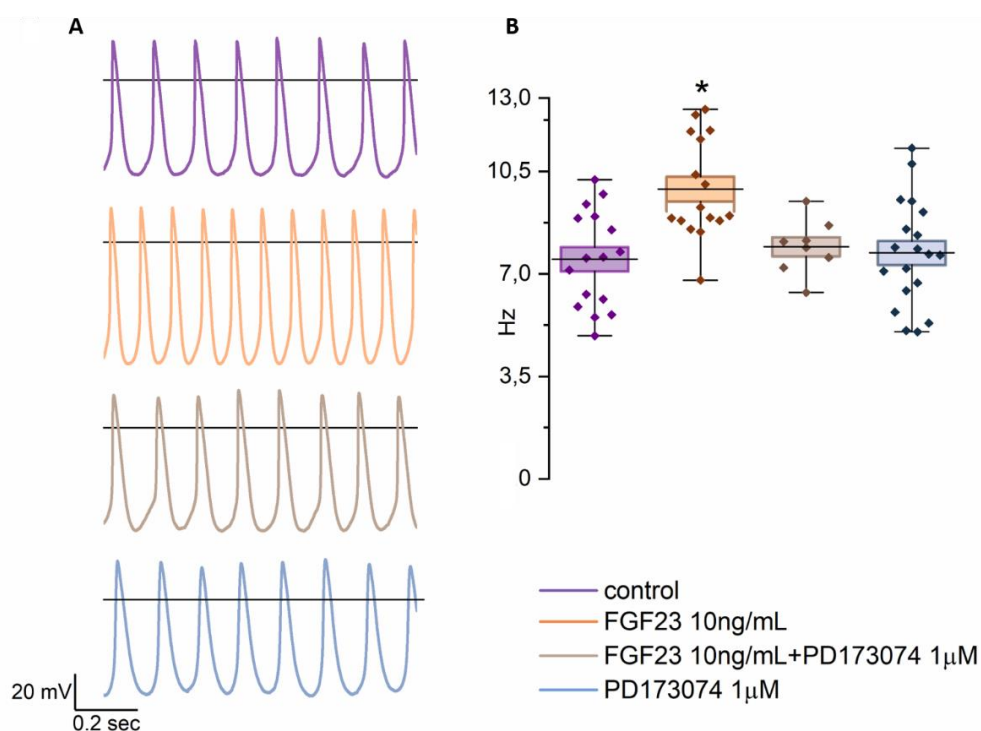 A
B
*
13,0
10,5
7,0
3,5
0
Hz
control
FGF23 10ng/mL
FGF23 10ng/mL+PD173074 1μM
PD173074 1μM
20 mV
0.2 sec